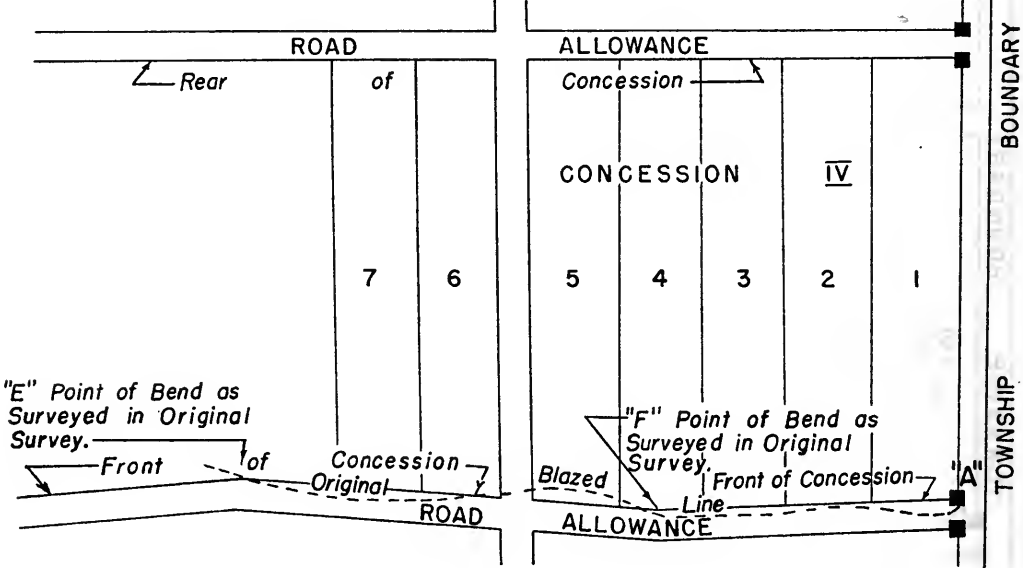 ROAD ALLOWANCE
Rear of Concession
BOUNDARY
CONCESSION IV
7 6 5 4 3 2 1
"E" Point of Bend as
Surveyed in Original
Survey.
"F" Point of Bend as
Surveyed in Original
Survey.
Front of Concession
Original Blazed Line
Front of Concession
"A"
TOWNSHIP
ROAD ALLOWANCE